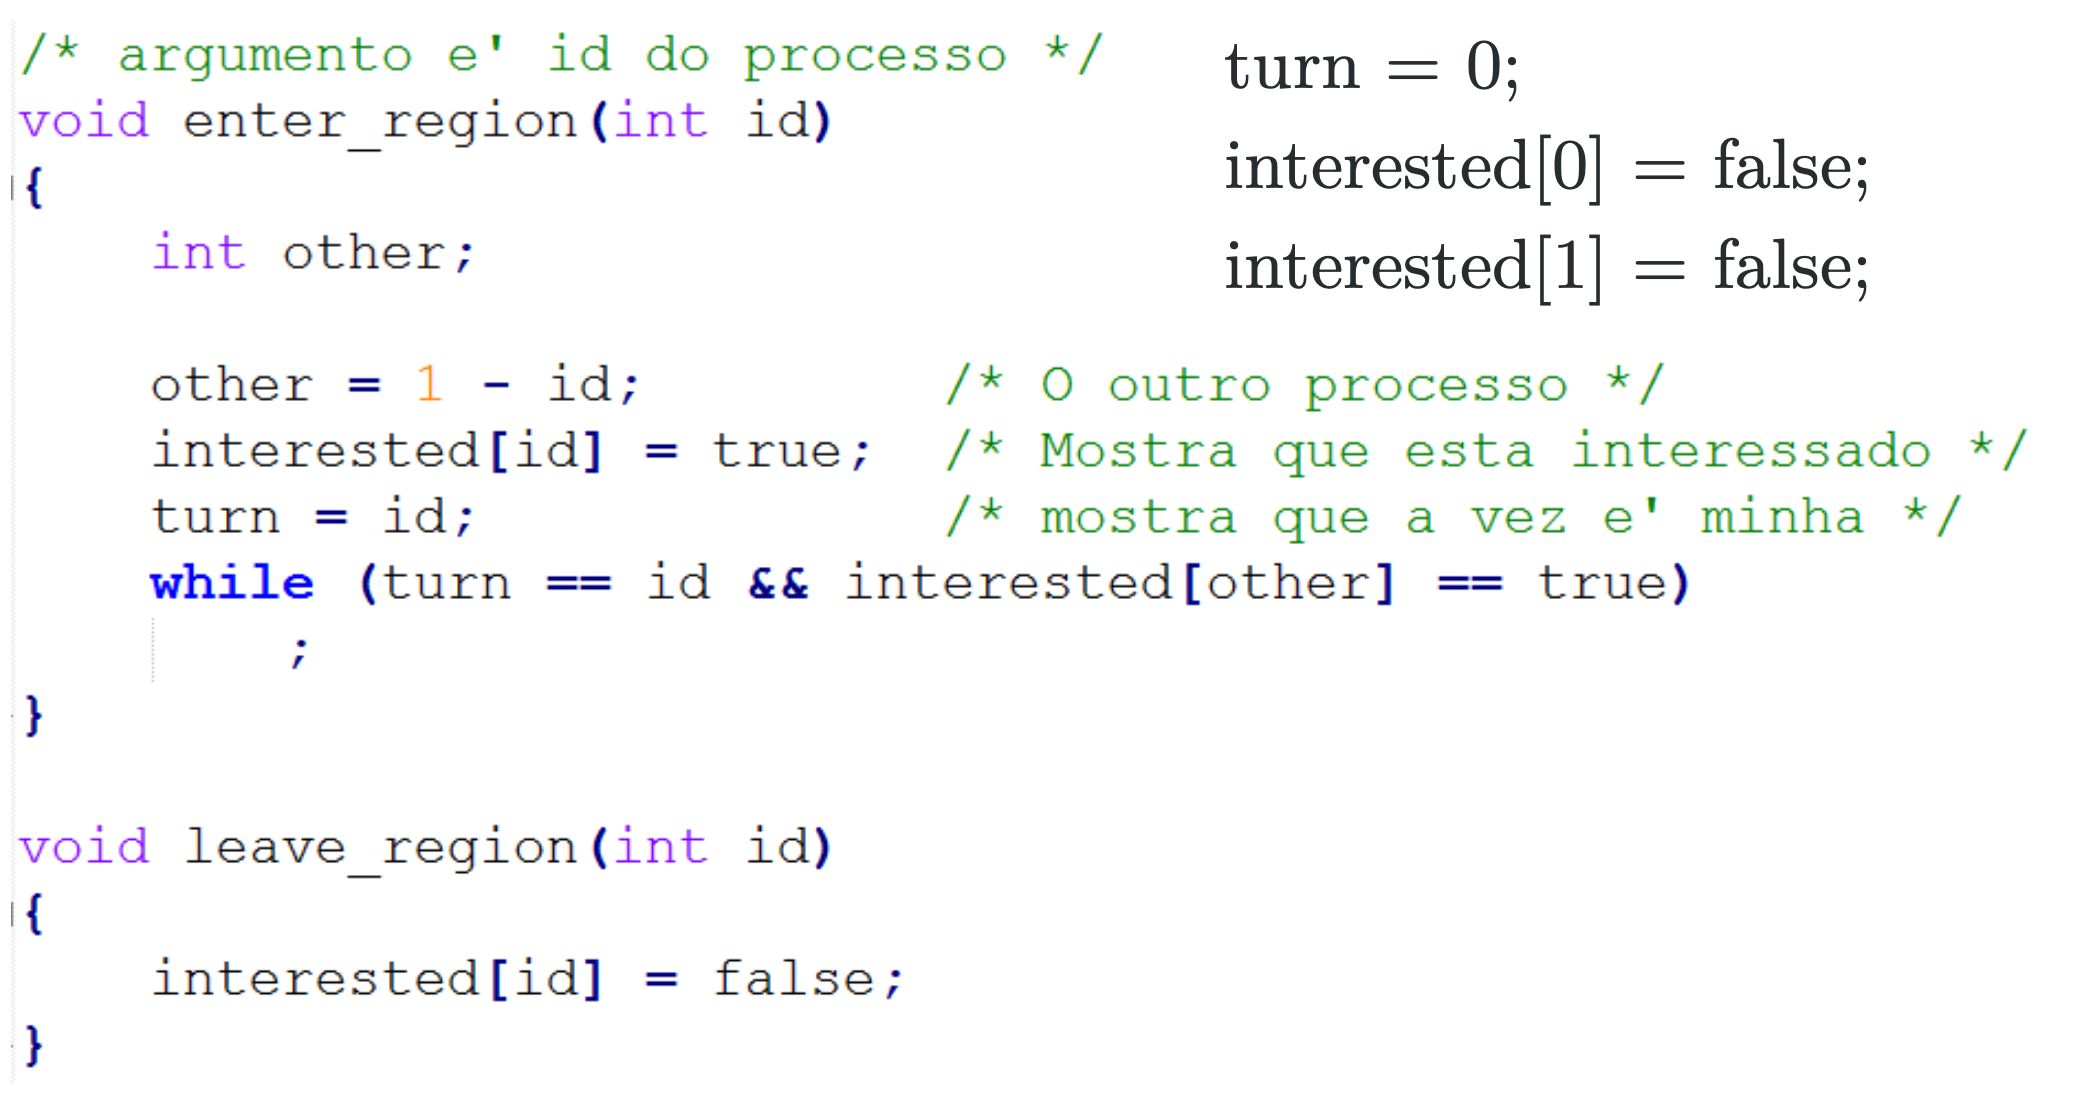 /* argumento e' id do processo */
void enter_region(int id)
{
int other;
other = 1 - id; /* O outro processo */
interested[id] = true; /* Mostra que esta interessado */
turn = id; /* mostra que a vez e' minha */
while (turn == id && interested[other] == true)
;
}
void leave_region(int id)
{
interested[id] = false;
}
turn = 0;
interested[0] = false;
interested[1] = false;